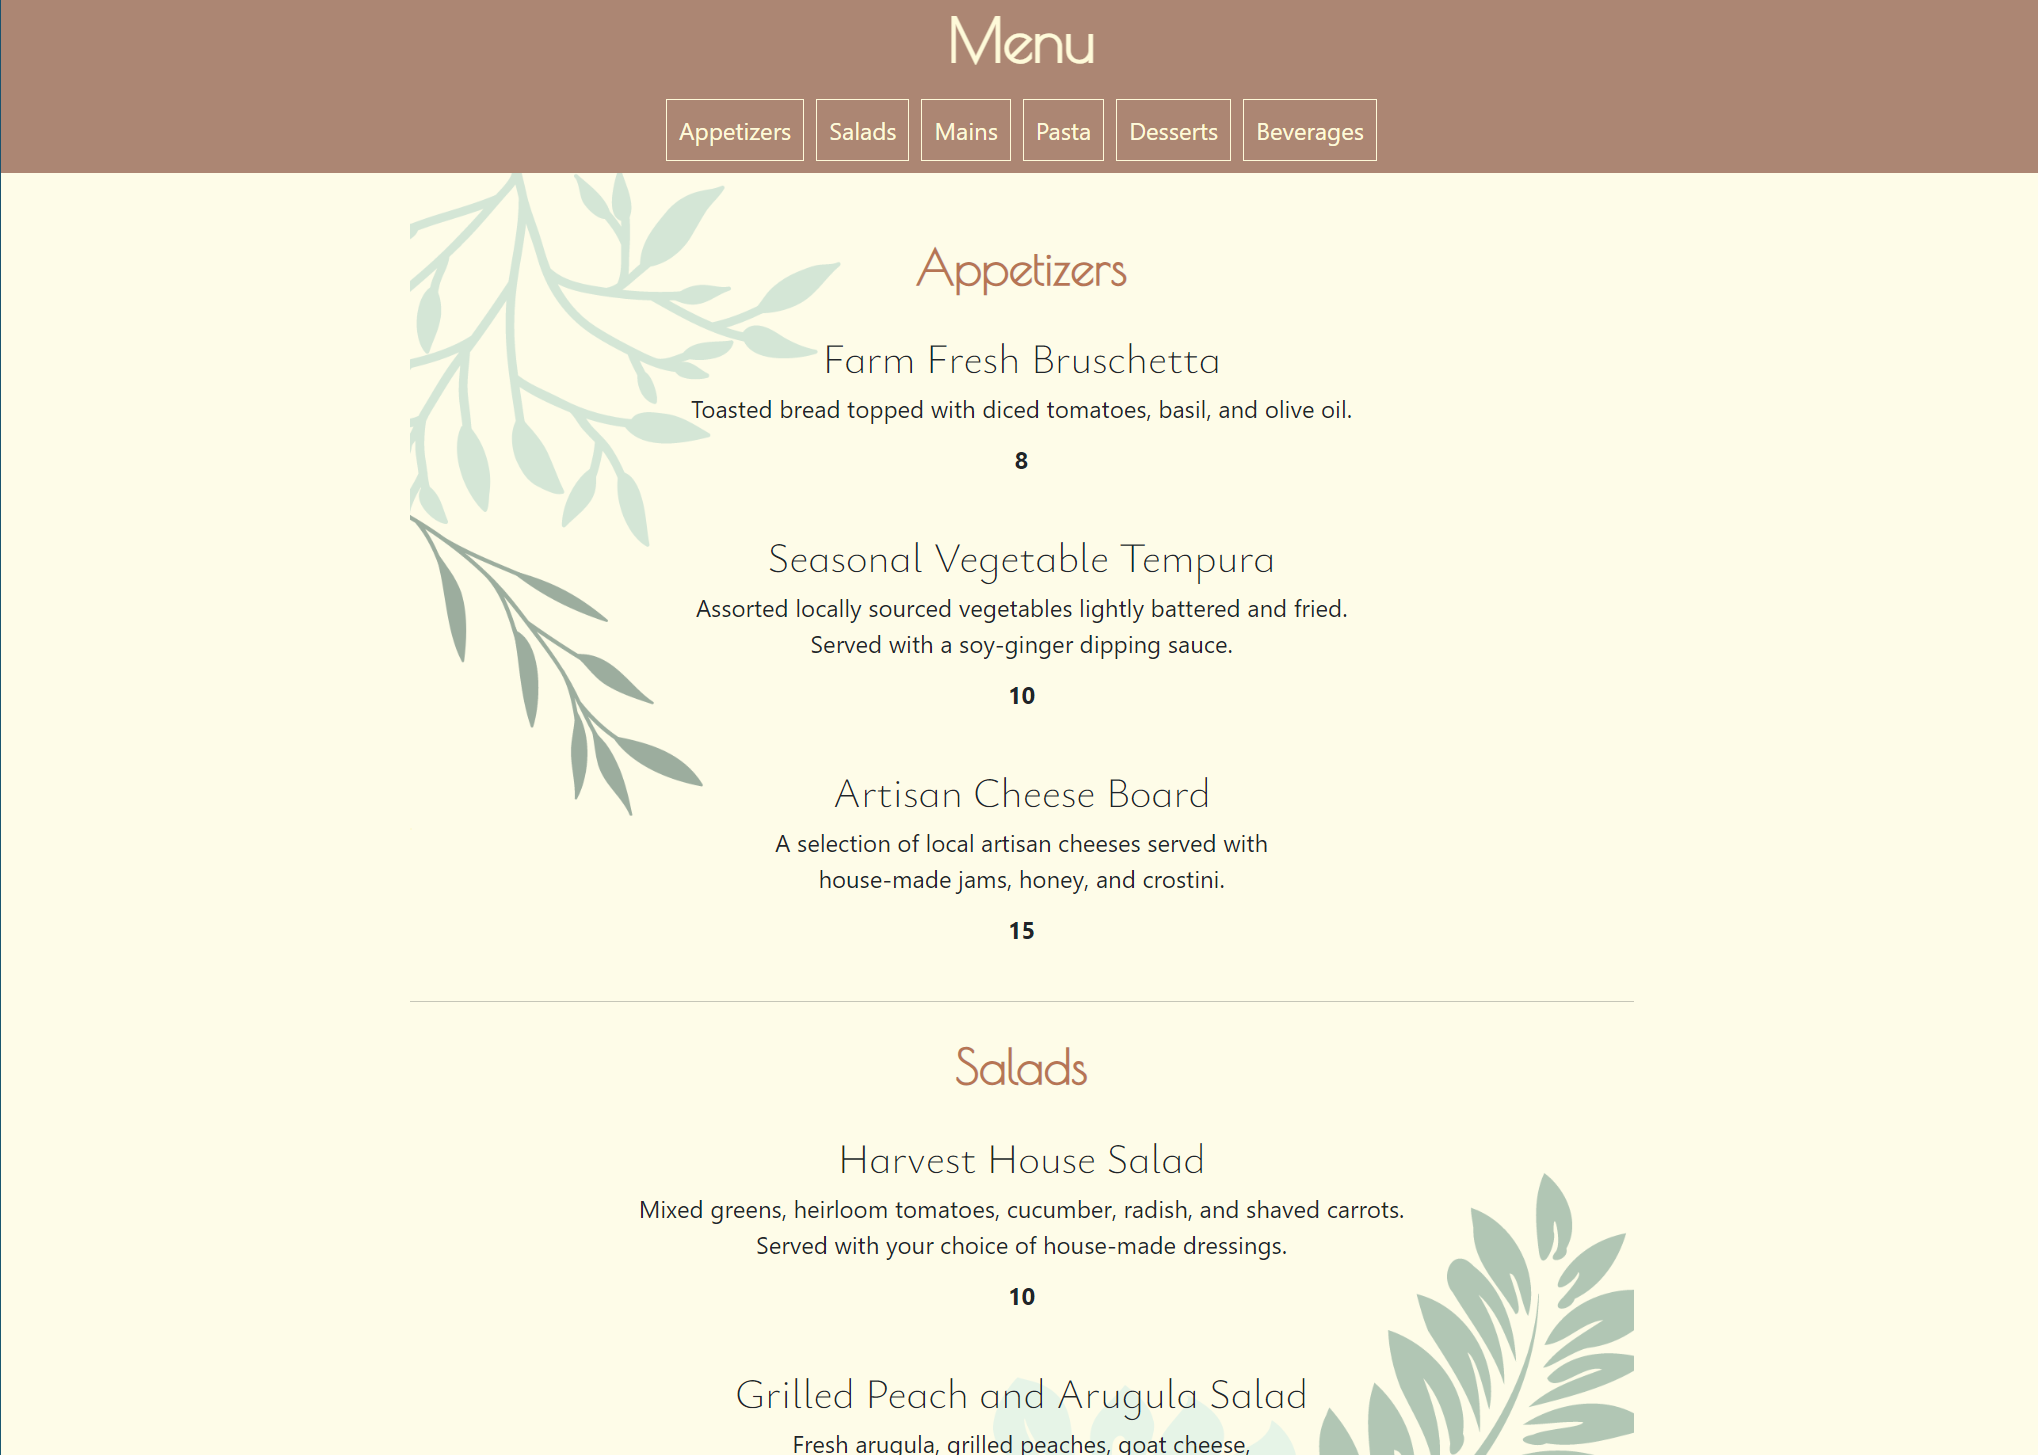 Menu
Appetizers Salads Mains Pasta Desserts Beverages
Appetizers
Farm Fresh Bruschetta
Toasted bread topped with diced tomatoes, basil, and olive oil.
8
Seasonal Vegetable Tempura
Assorted locally sourced vegetables lightly battered and fried.
Served with a soy-ginger dipping sauce.
10
Artisan Cheese Board
A selection of local artisan cheeses served with
house-made jams, honey, and crostini.
15
Salads
Harvest House Salad
Mixed greens, heirloom tomatoes, cucumber, radish, and shaved carrots.
Served with your choice of house-made dressings.
10
Grilled Peach and Arugula Salad
Fresh arugula, grilled peaches, goat cheese,